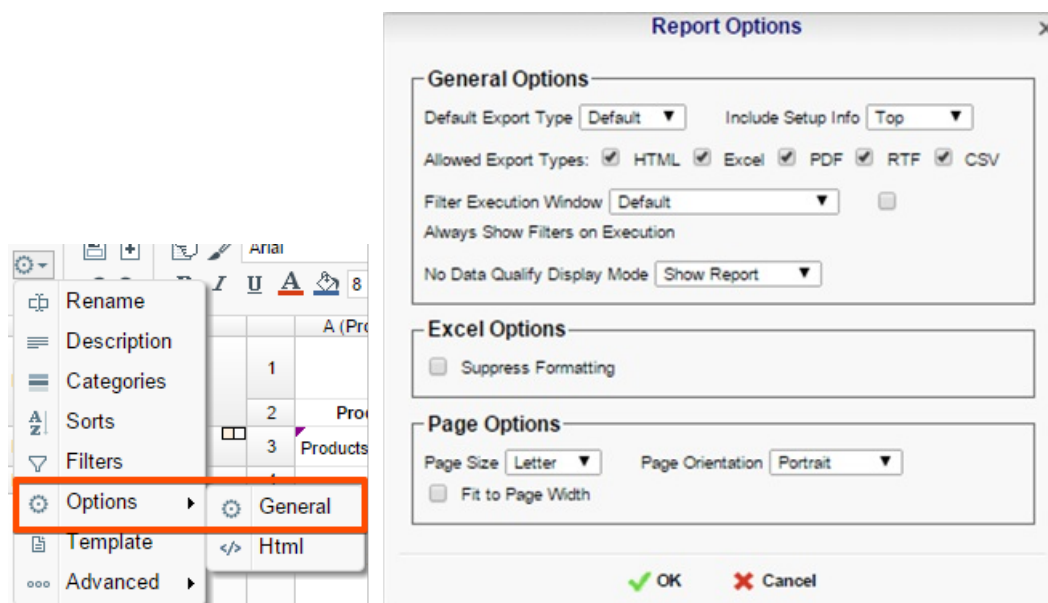 Arial
I U A 8
Rename
Description
Categories
Sorts
Filters
Options
Template
Advanced
General
Html
A (Pro
1
2 Proc
3 Products
Report Options
General Options
Default Export Type Default Include Setup Info Top
Allowed Export Types: HTML Excel PDF RTF CSV
Filter Execution Window Default
Always Show Filters on Execution
No Data Qualify Display Mode Show Report
Excel Options
Suppress Formatting
Page Options
Page Size Letter Page Orientation Portrait
Fit to Page Width
OK Cancel